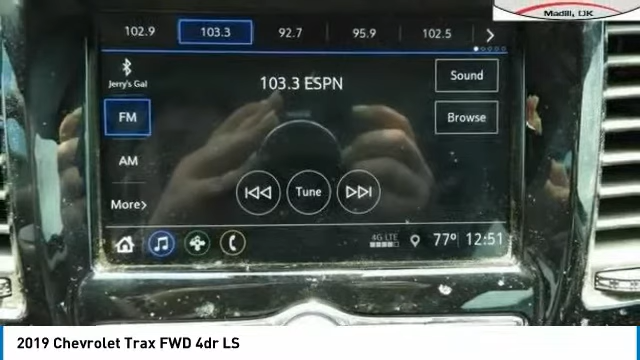 Madill, OK
102.9 103.3 92.7 95.9 102.5
Jerry's Gal
103.3 ESPN
Sound
FM
Browse
AM
Tune
More
4G LTE 77° 12:51
2019 Chevrolet Trax FWD 4dr LS